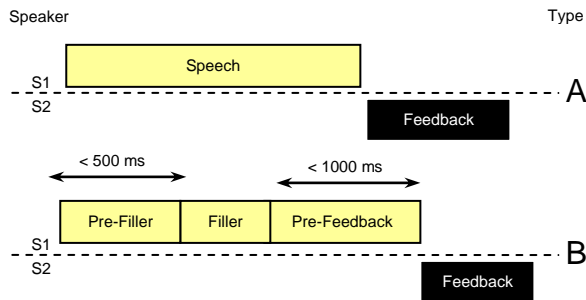 Speaker Type
Speech
S1
S2
A
Feedback
< 500 ms < 1000 ms
Pre-Filler Filler Pre-Feedback
S1
S2
B
Feedback